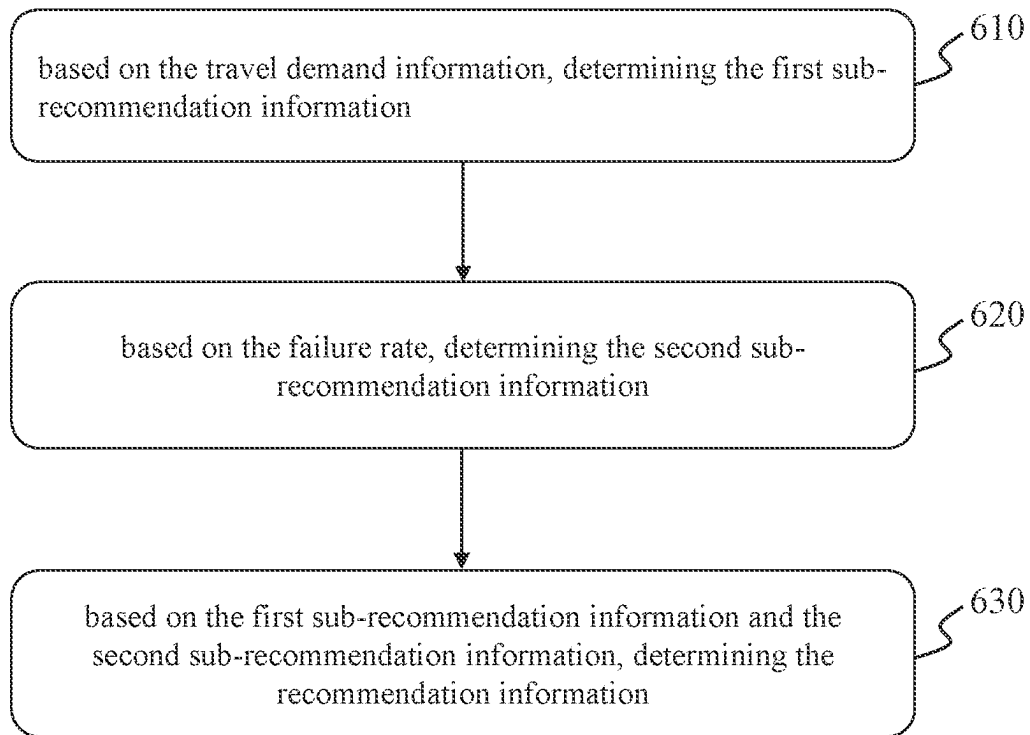 610
based on the travel demand information, determining the first sub-
recommendation information
620
based on the failure rate, determining the second sub-
recommendation information
630
based on the first sub-recommendation information and the
second sub-recommendation information, determining the
recommendation information